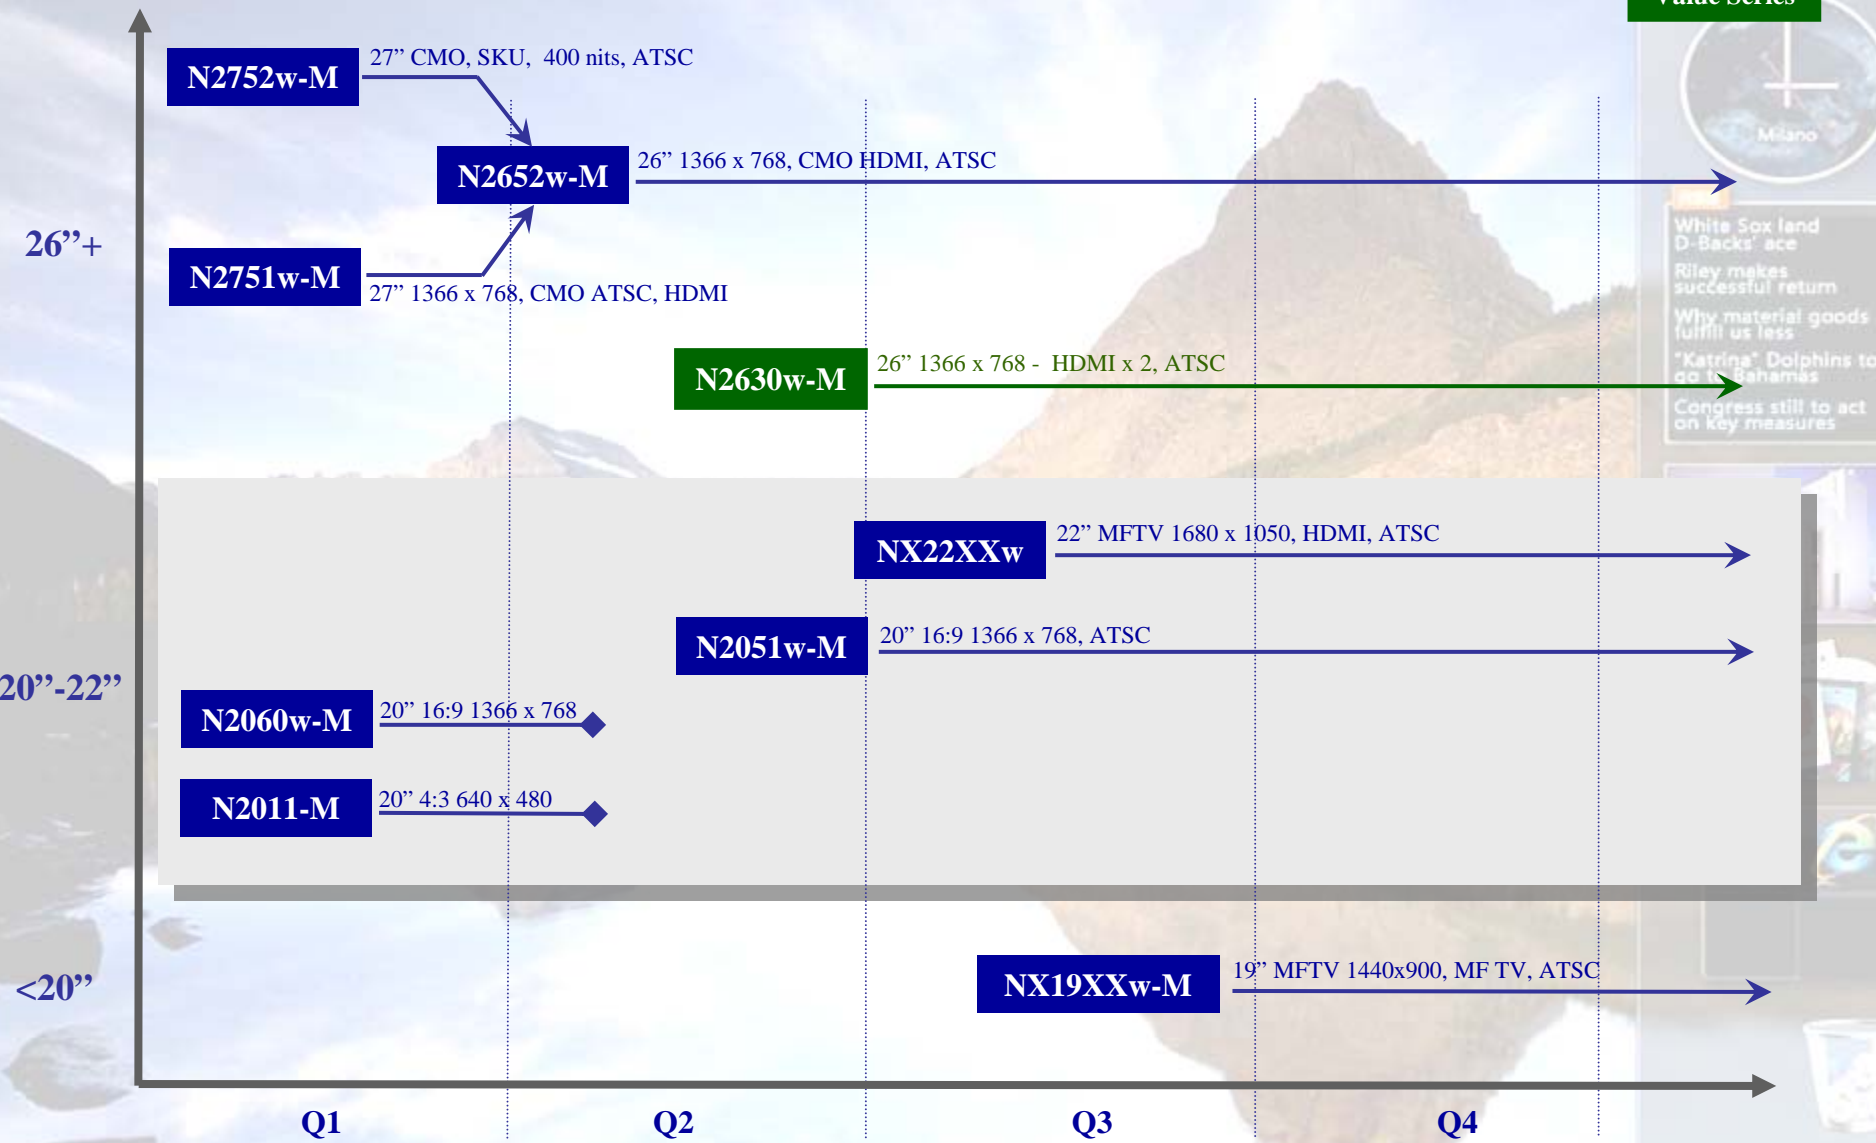 Value Series
N2752w-M
27” CMO, SKU,  400 nits, ATSC
Milano
N2652w-M
26” 1366 x 768, CMO HDMI, ATSC
White Sox land
D-Backs' ace
26”+
N2751w-M
27” 1366 x 768, CMO ATSC, HDMI
Riley makes
successful return
Why material goods
fulfill us less
N2630w-M
26” 1366 x 768 -  HDMI x 2, ATSC
"Katrina" Dolphins to
go to Bahamas
Congress still to act
on key measures
NX22XXw
22” MFTV 1680 x 1050, HDMI, ATSC
N2051w-M
20” 16:9 1366 x 768, ATSC
20”-22”
N2060w-M
20” 16:9 1366 x 768
N2011-M
20” 4:3 640 x 480
<20”
NX19XXw-M
19” MFTV 1440x900, MF TV, ATSC
Q1
Q2
Q3
Q4